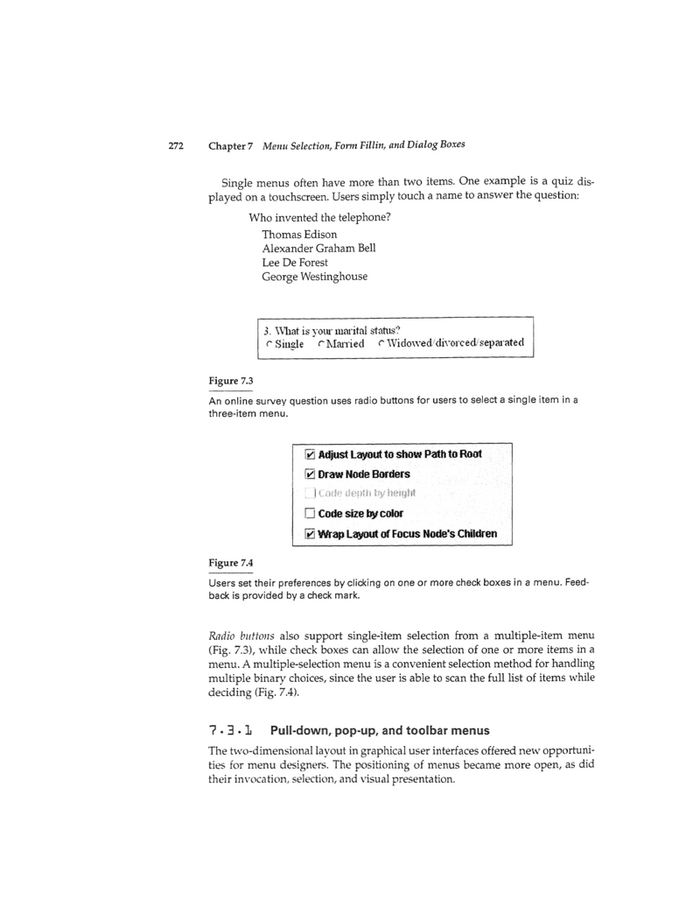 272 Chapter 7 Menu Selection, Form Fillin, and Dialog Boxes
Single menus often have more than two items. One example is a quiz dis-
played on a touchscreen. Users simply touch a name to answer the question:
Who invented the telephone?
Thomas Edison
Alexander Graham Bell
Lee De Forest
George Westinghouse
3. What is your marital status?
Single Married Widowed/divorced/separated
Figure 7.3
An online survey question uses radio buttons for users to select a single item in a
three-item menu.
Adjust Layout to show Path to Root
Draw Node Borders
Code depth by height
Code size by color
Wrap Layout of Focus Node's Children
Figure 7.4
Users set their preferences by clicking on one or more check boxes in a menu. Feed-
back is provided by a check mark.
Radio buttons also support single-item selection from a multiple-item menu
(Fig. 7.3), while check boxes can allow the selection of one or more items in a
menu. A multiple-selection menu is a convenient selection method for handling
multiple binary choices, since the user is able to scan the full list of items while
deciding (Fig. 7.4).
7.3.1 Pull-down, pop-up, and toolbar menus
The two-dimensional layout in graphical user interfaces offered new opportuni-
ties for menu designers. The positioning of menus became more open, as did
their invocation, selection, and visual presentation.